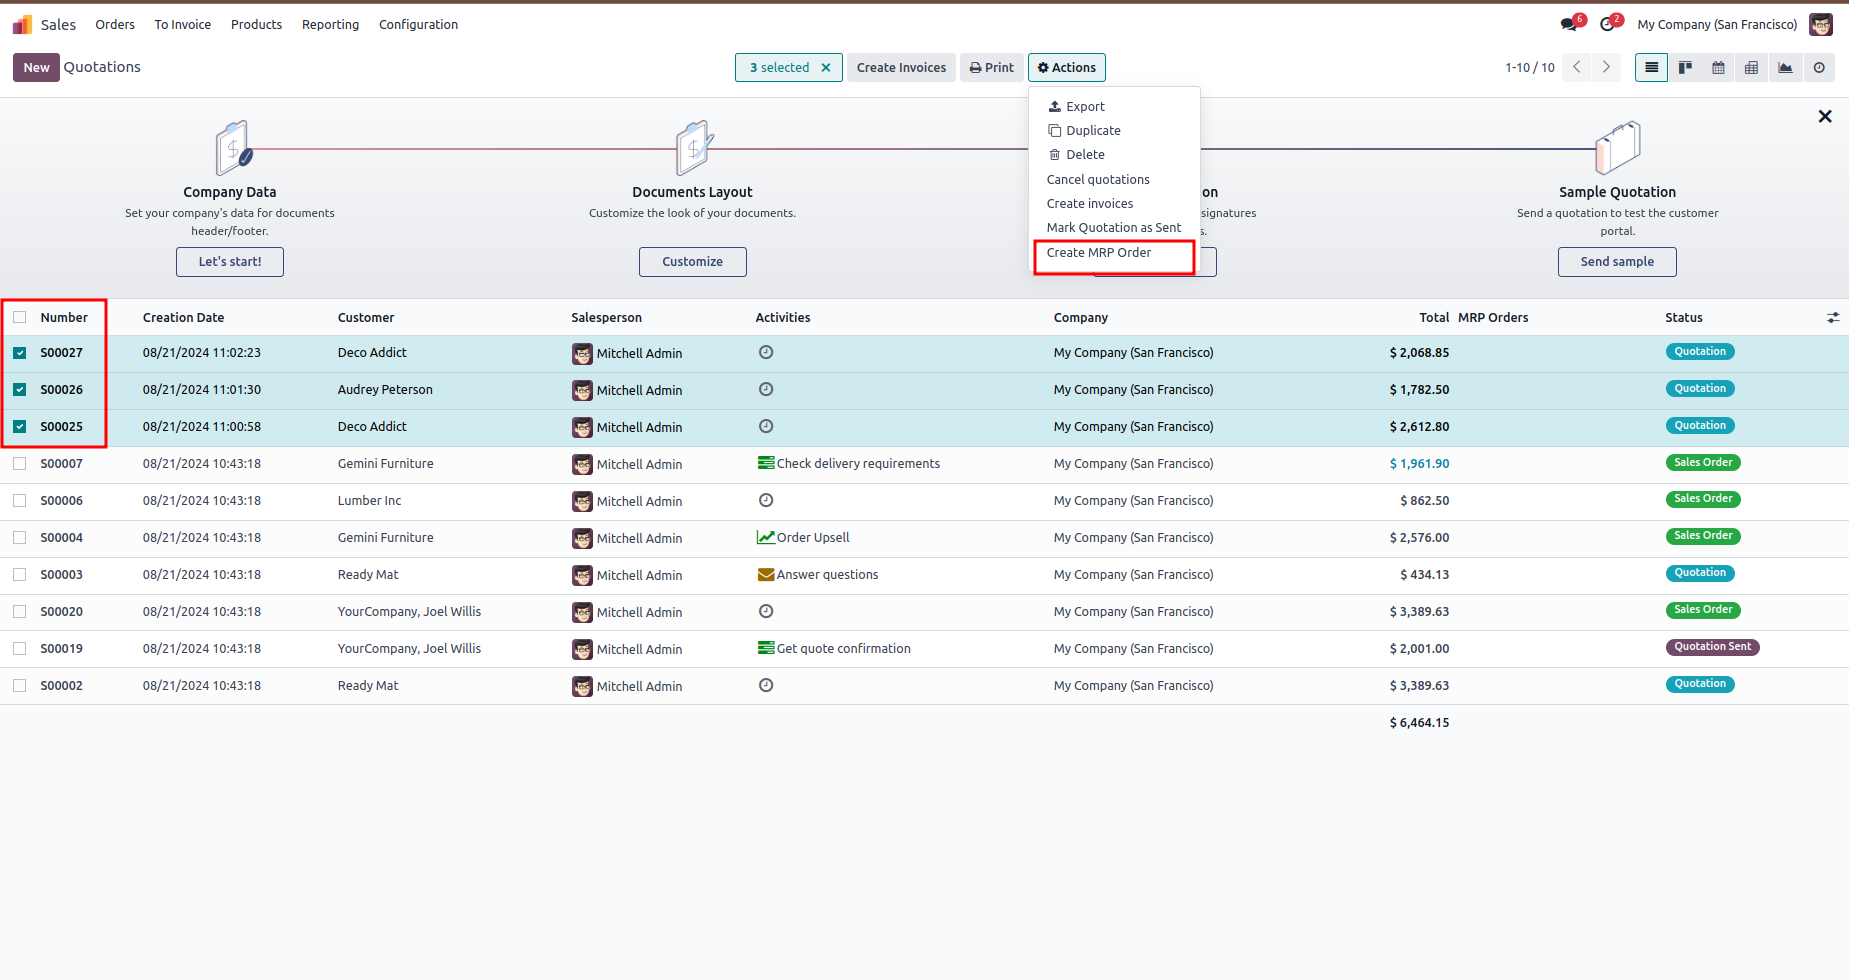 Sales Orders To Invoice Products Reporting Configuration 6 2 My Company (San Francisco)
New Quotations 3 selected × Create Invoices Print Actions 1-10 / 10
Export
Duplicate
Delete
Cancel quotations
Create invoices
Mark Quotation as Sent
Create MRP Order
Company Data Documents Layout on Sample Quotation
Set your company's data for documents Customize the look of your documents. signatures Send a quotation to test the customer
header/footer. s. portal.
Let's start! Customize Send sample
Number Creation Date Customer Salesperson Activities Company Total MRP Orders Status
S00027 08/21/2024 11:02:23 Deco Addict Mitchell Admin My Company (San Francisco) $ 2,068.85 Quotation
S00026 08/21/2024 11:01:30 Audrey Peterson Mitchell Admin My Company (San Francisco) $ 1,782.50 Quotation
S00025 08/21/2024 11:00:58 Deco Addict Mitchell Admin My Company (San Francisco) $ 2,612.80 Quotation
S00007 08/21/2024 10:43:18 Gemini Furniture Mitchell Admin Check delivery requirements My Company (San Francisco) $ 1,961.90 Sales Order
S00006 08/21/2024 10:43:18 Lumber Inc Mitchell Admin My Company (San Francisco) $ 862.50 Sales Order
S00004 08/21/2024 10:43:18 Gemini Furniture Mitchell Admin Order Upsell My Company (San Francisco) $ 2,576.00 Sales Order
S00003 08/21/2024 10:43:18 Ready Mat Mitchell Admin Answer questions My Company (San Francisco) $ 434.13 Quotation
S00020 08/21/2024 10:43:18 YourCompany, Joel Willis Mitchell Admin My Company (San Francisco) $ 3,389.63 Sales Order
S00019 08/21/2024 10:43:18 YourCompany, Joel Willis Mitchell Admin Get quote confirmation My Company (San Francisco) $ 2,001.00 Quotation Sent
S00002 08/21/2024 10:43:18 Ready Mat Mitchell Admin My Company (San Francisco) $ 3,389.63 Quotation
$ 6,464.15